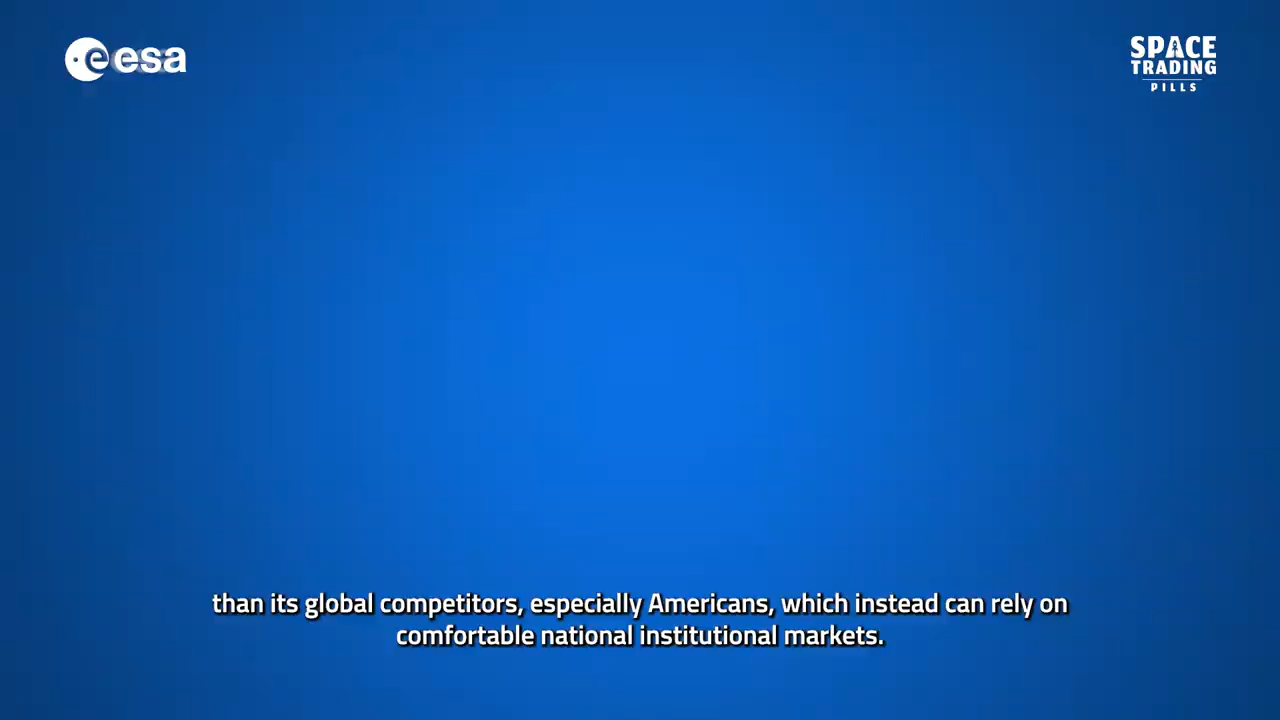 esa
SPACE
TRADING
PILLS
than its global competitors, especially Americans, which instead can rely on
comfortable national institutional markets.